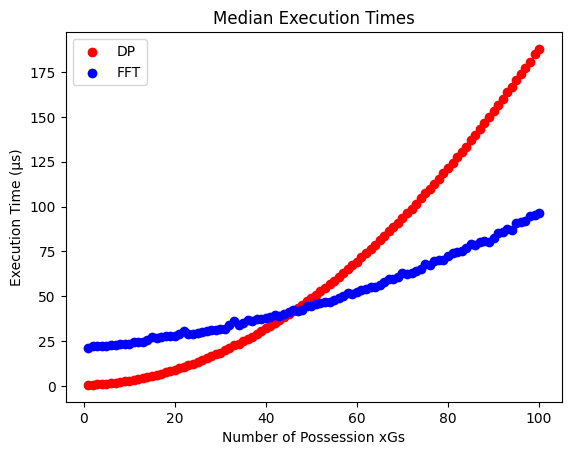 Median Execution Times
DP
FFT
Execution Time (µs)
175
150
125
100
75
50
25
0
0 20 40 60 80 100
Number of Possession xGs